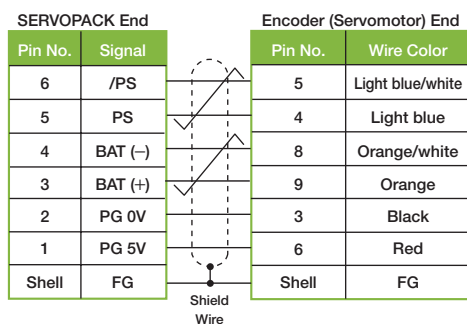 SERVOPACK End Encoder (Servomotor) End
Pin No. Signal Pin No. Wire Color
6 /PS 5 Light blue/white
5 PS 4 Light blue
4 BAT (−) 8 Orange/white
3 BAT (+) 9 Orange
2 PG 0V 3 Black
1 PG 5V 6 Red
Shell FG Shell FG
Shield
Wire